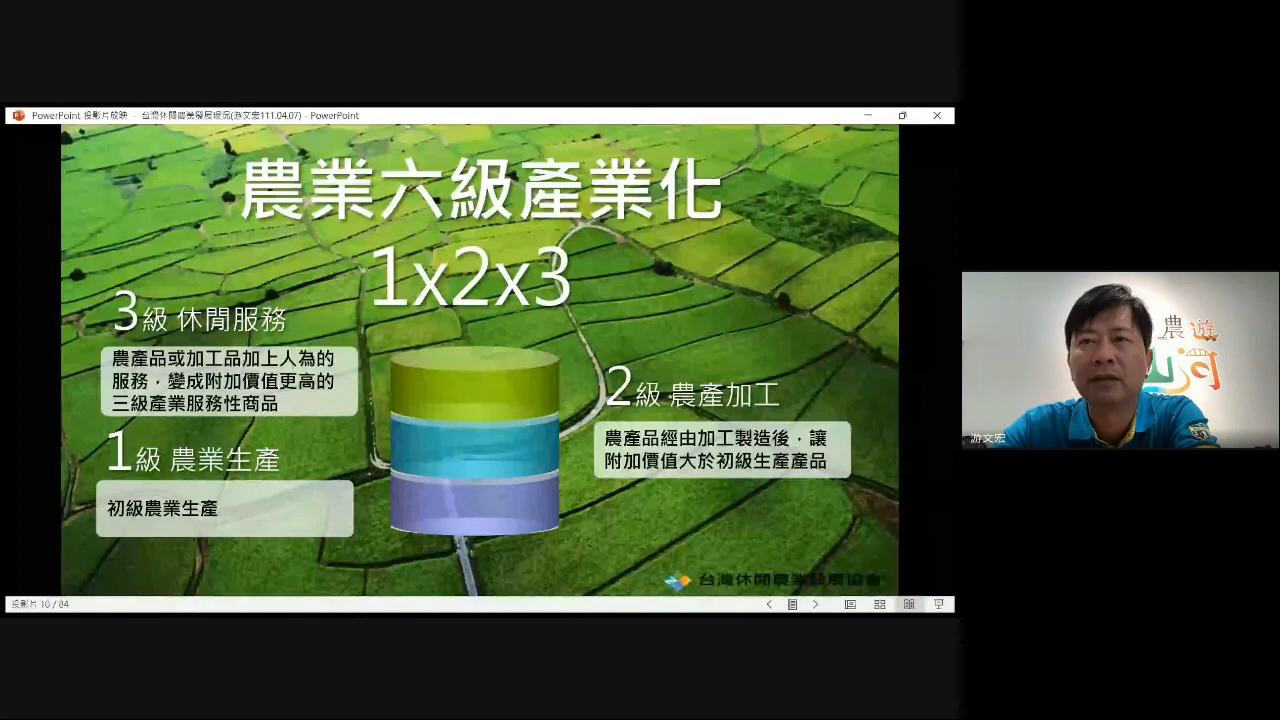 PowerPoint 投影片放映 - 台灣休閒農業發展現況(游文宏111.04.07) - PowerPoint
農業六級產業化
1x2x3
3級 休閒服務
農產品或加工品加上人為的
服務，變成附加價值更高的
三級產業服務性商品
2級 農產加工
農產品經由加工製造後，讓
附加價值大於初級生產產品
1級 農業生產
初級農業生產
台灣休閒農業發展協會
投影片 10 / 84
農遊
山河
游文宏